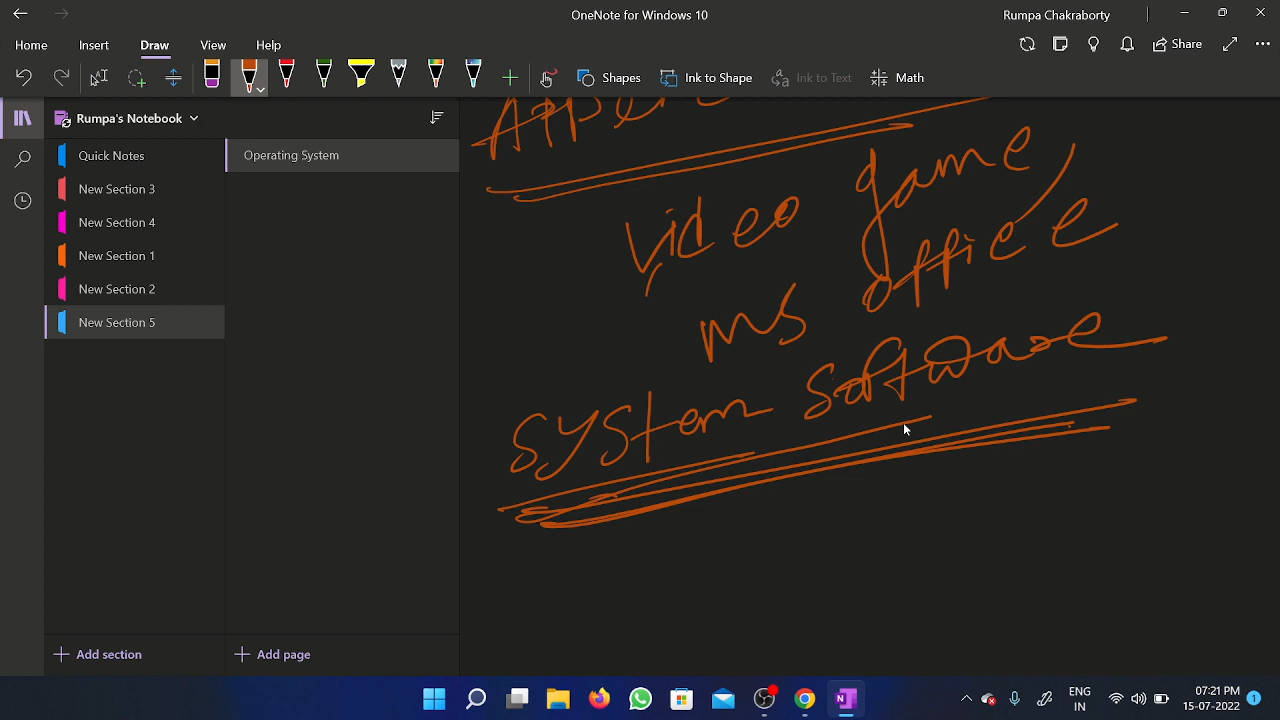 OneNote for Windows 10
Rumpa Chakraborty
Home Insert Draw View Help
Share
Shapes Ink to Shape Ink to Text Math
Rumpa's Notebook
Quick Notes
New Section 3
New Section 4
New Section 1
New Section 2
New Section 5
Operating System
video game
ms office
system software
Add section
Add page
ENG
IN
07:21 PM
15-07-2022
1